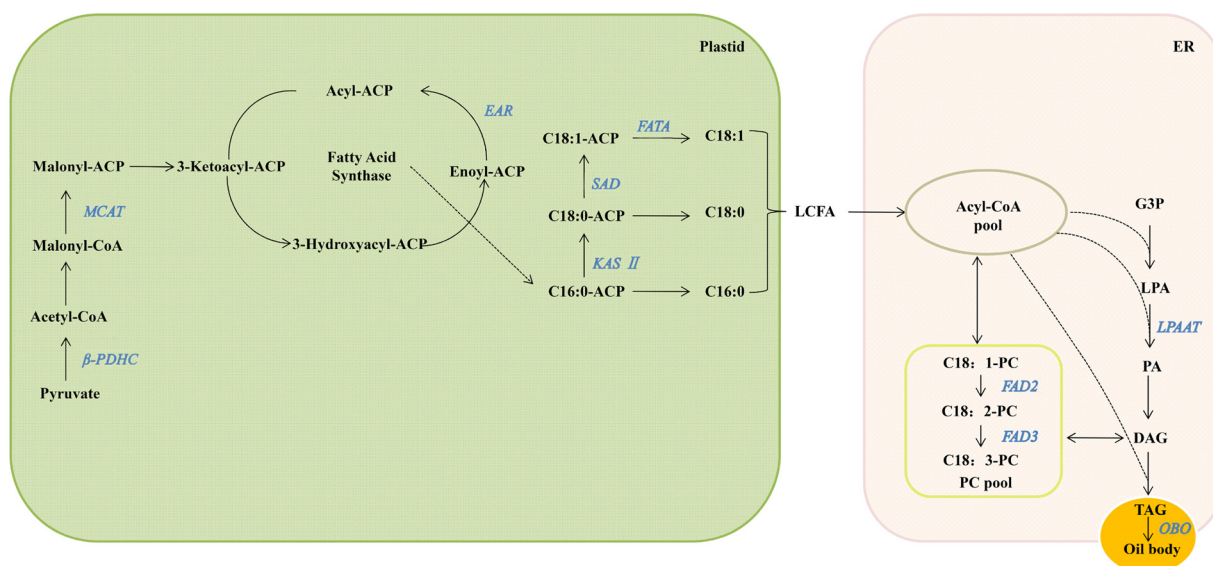 Plastid
ER
Acyl-ACP
EAR
C18:1-ACP
FATA
C18:1
Malonyl-ACP
3-Ketoacyl-ACP
Fatty Acid
Synthase
Enoyl-ACP
SAD
MCAT
C18:0-ACP
C18:0
LCFA
Acyl-CoA
pool
G3P
Malonyl-CoA
3-Hydroxyacyl-ACP
KAS Ⅱ
C16:0-ACP
C16:0
LPA
Acetyl-CoA
LPAAT
β-PDHC
Pyruvate
C18：1-PC
PA
FAD2
C18：2-PC
FAD3
DAG
C18：3-PC
PC pool
TAG
OBO
Oil body